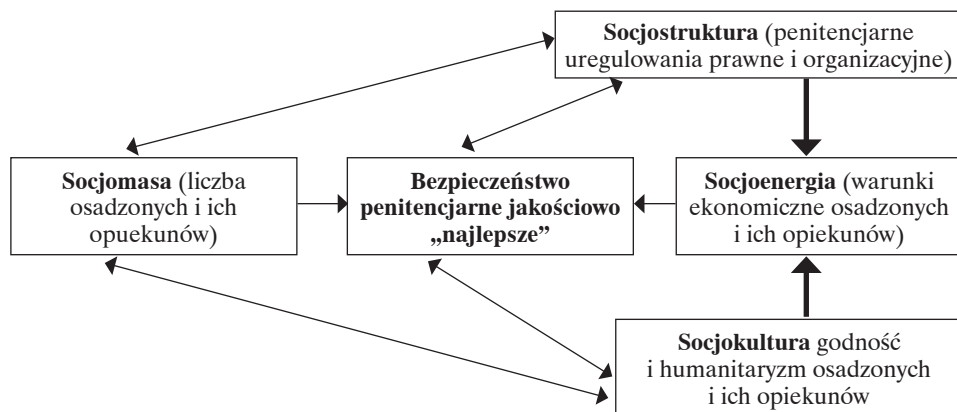 Socjostruktura (penitencjarne
uregulowania prawne i organizacyjne)
Socjomasa (liczba
osadzonych i ich
opuekunów)
Bezpieczeństwo
penitencjarne jakościowo
„najlepsze”
Socjoenergia (warunki
ekonomiczne osadzonych
i ich opiekunów)
Socjokultura godność
i humanitaryzm osadzonych
i ich opiekunów